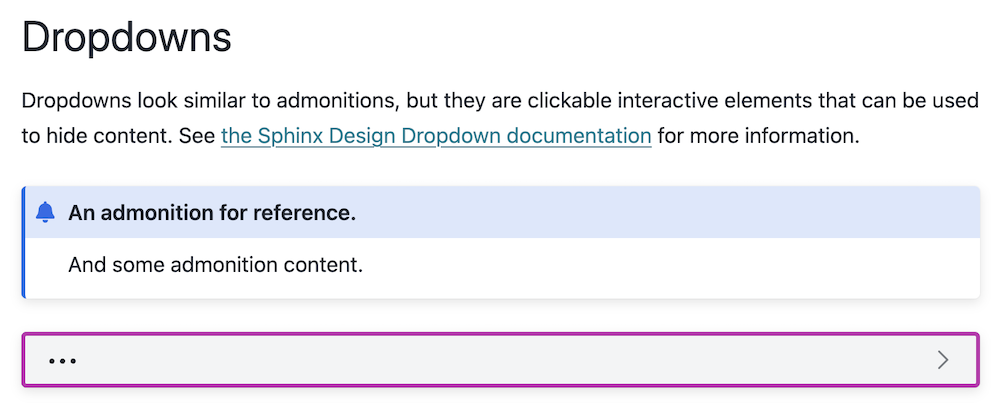 Dropdowns
Dropdowns look similar to admonitions, but they are clickable interactive elements that can be used
to hide content. See the Sphinx Design Dropdown documentation for more information.
An admonition for reference.
And some admonition content.
...